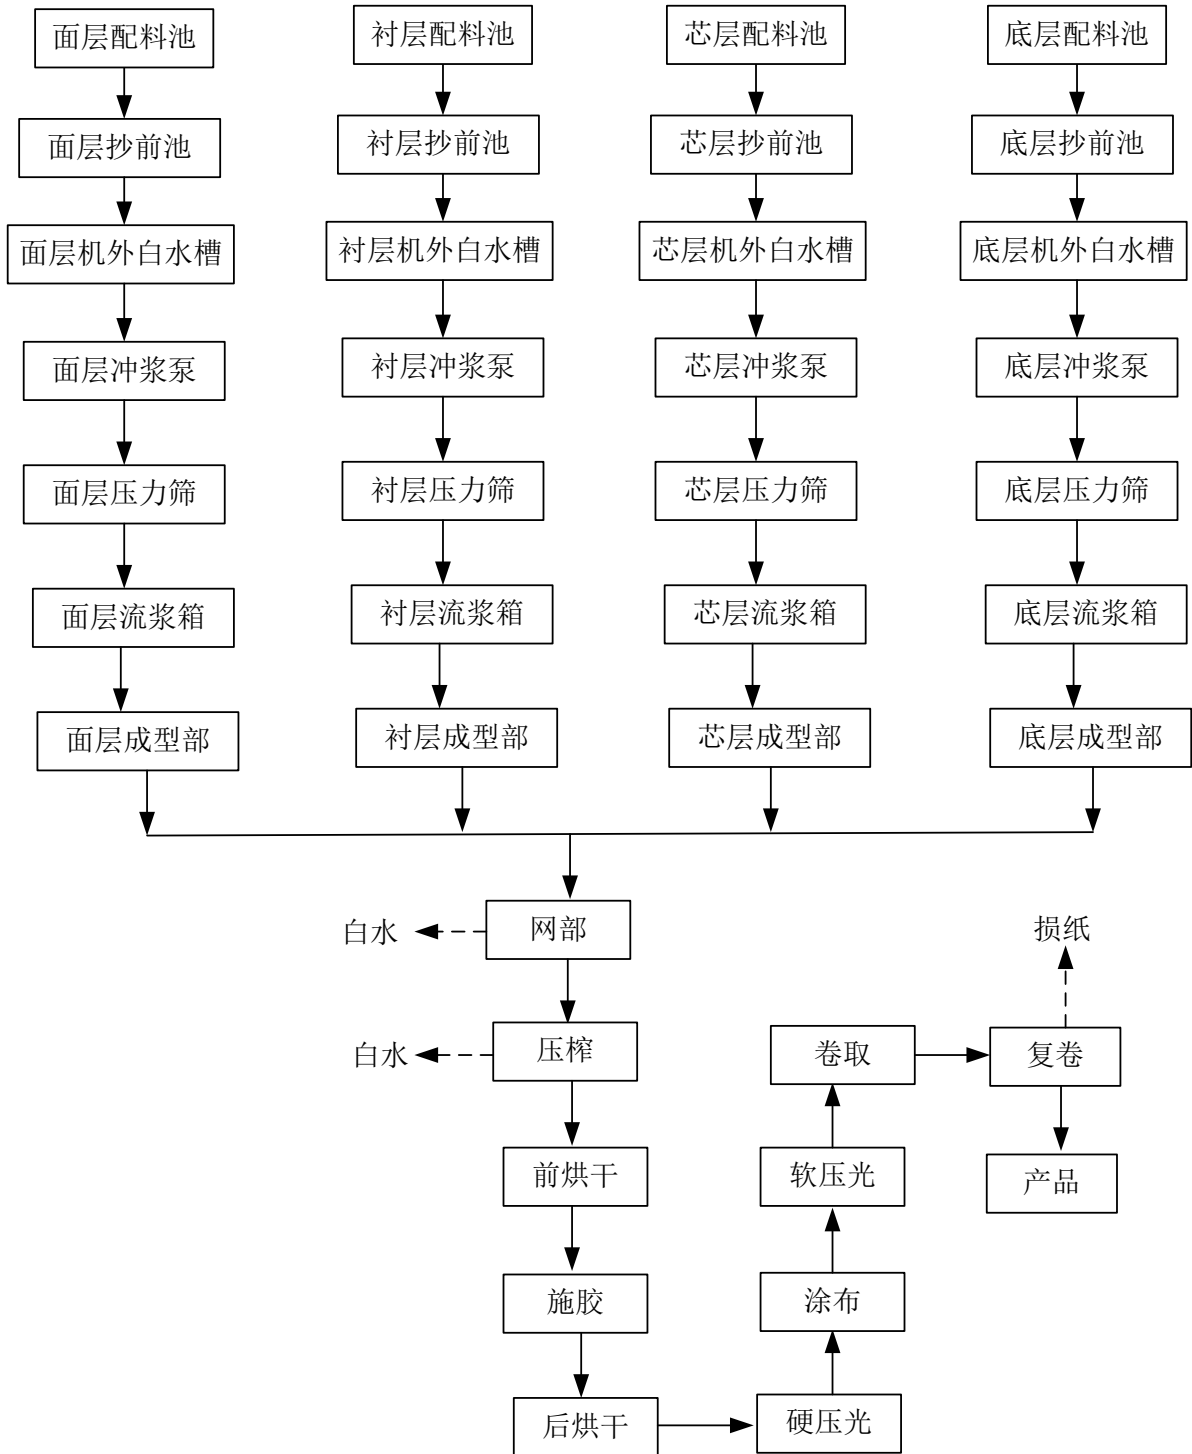 面层配料池
衬层配料池
芯层配料池
底层配料池
面层抄前池
衬层抄前池
芯层抄前池
底层抄前池
面层机外白水槽
衬层机外白水槽
芯层机外白水槽
底层机外白水槽
面层冲浆泵
衬层冲浆泵
芯层冲浆泵
底层冲浆泵
面层压力筛
衬层压力筛
芯层压力筛
底层压力筛
面层流浆箱
衬层流浆箱
芯层流浆箱
底层流浆箱
面层成型部
衬层成型部
芯层成型部
底层成型部
白水
网部
损纸
白水
压榨
卷取
复卷
前烘干
软压光
产品
施胶
涂布
后烘干
硬压光